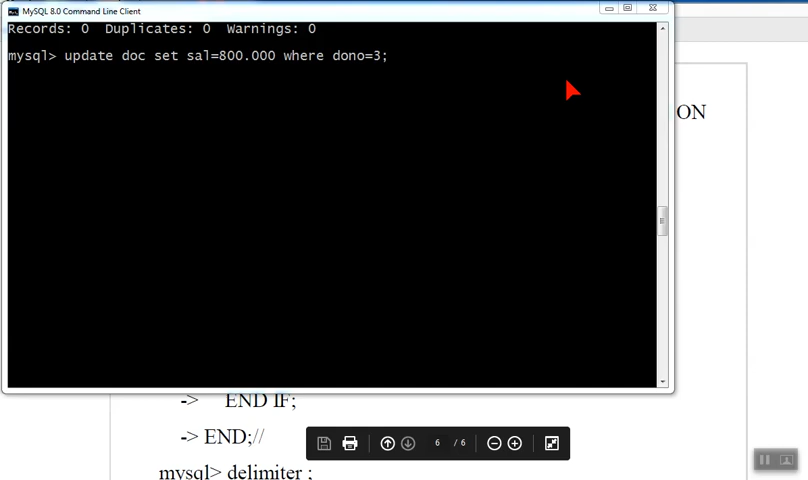 MySQL 8.0 Command Line Client
Records: 0  Duplicates: 0  Warnings: 0
mysql> update doc set sal=800.000 where dono=3;
ON
-> END IF;
-> END;//
6 / 6
mysql> delimiter ;